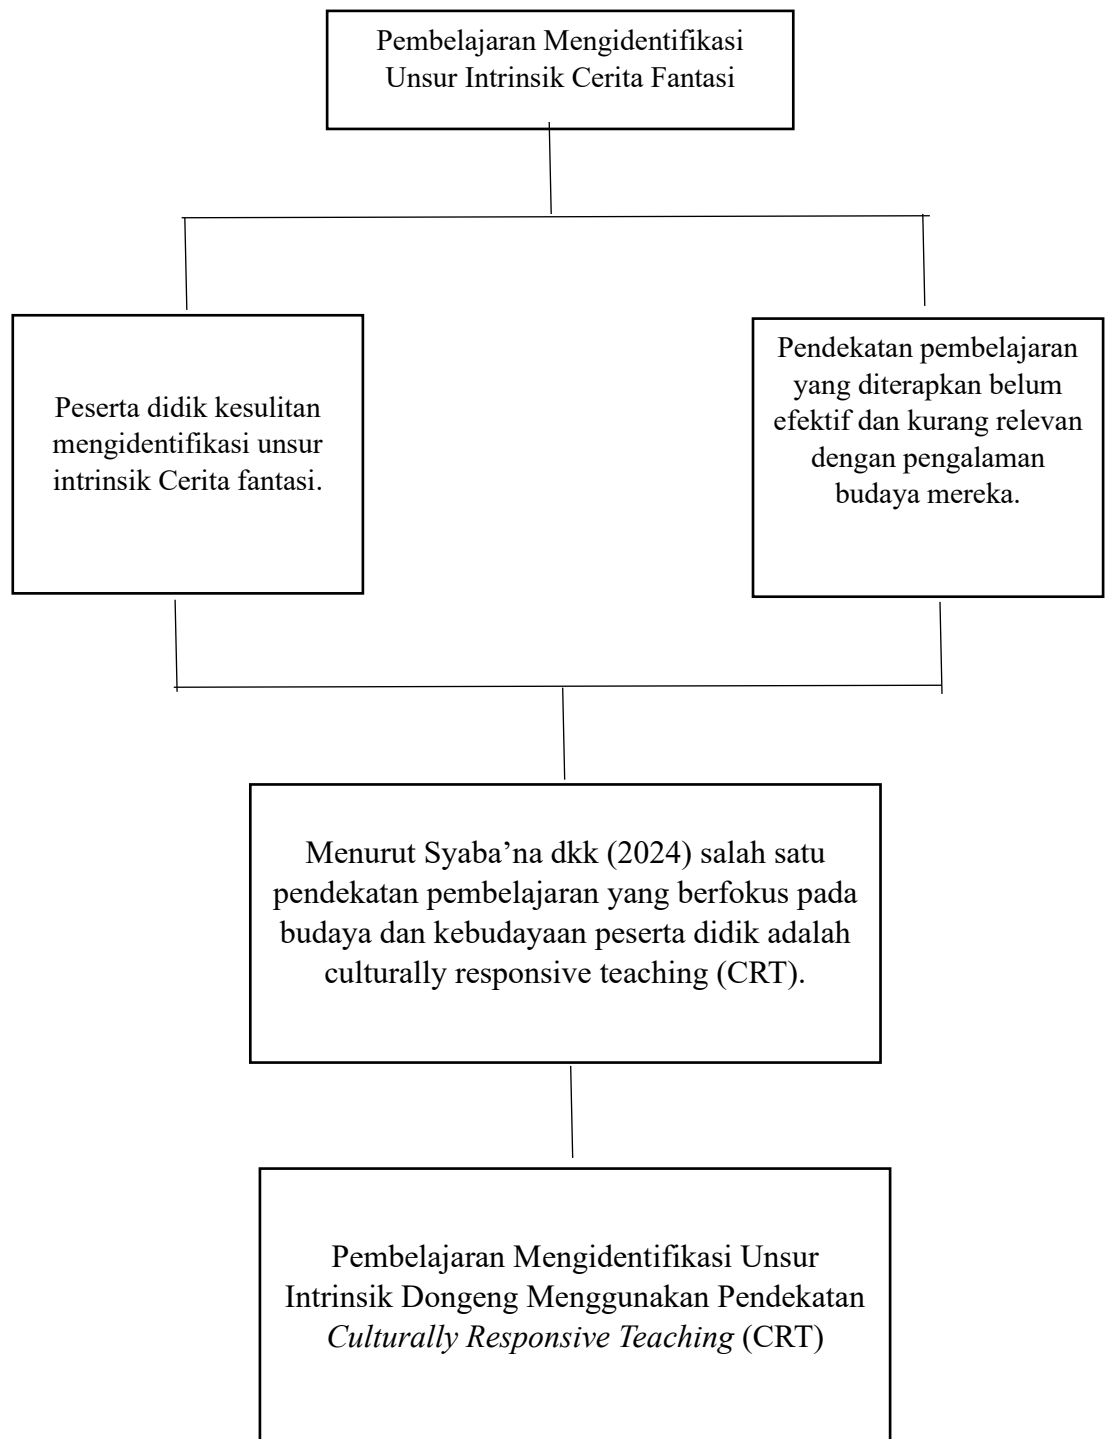 Pembelajaran Mengidentifikasi
Unsur Intrinsik Cerita Fantasi
Peserta didik kesulitan
mengidentifikasi unsur
intrinsik Cerita fantasi.
Pendekatan pembelajaran
yang diterapkan belum
efektif dan kurang relevan
dengan pengalaman
budaya mereka.
Menurut Syaba’na dkk (2024) salah satu
pendekatan pembelajaran yang berfokus pada
budaya dan kebudayaan peserta didik adalah
culturally responsive teaching (CRT).
Pembelajaran Mengidentifikasi Unsur
Intrinsik Dongeng Menggunakan Pendekatan
Culturally Responsive Teaching (CRT)